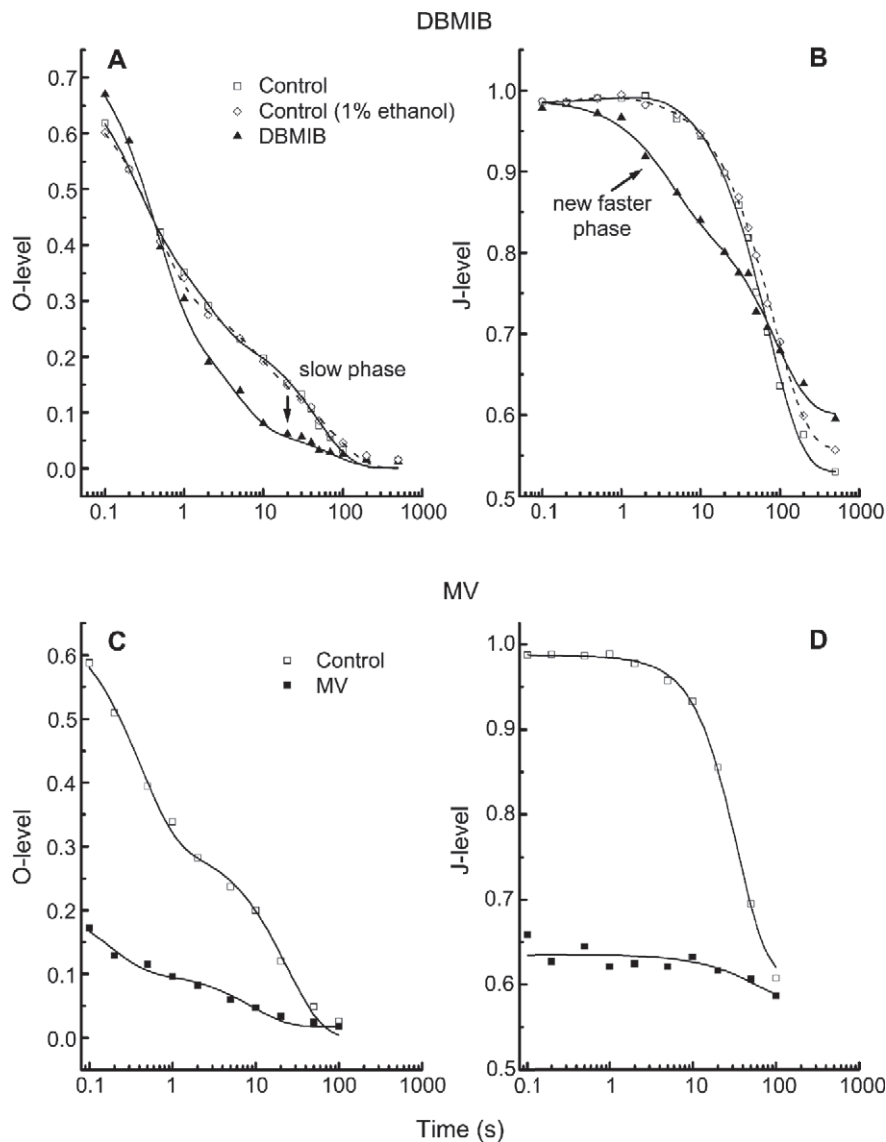 DBMIB
A
B
Control
Control (1% ethanol)
DBMIB
slow phase
new faster
phase
O-level
0.7
0.6
0.5
0.4
0.3
0.2
0.1
0.0
0.1 1 10 100 1000
J-level
1.0
0.9
0.8
0.7
0.6
0.5
0.1 1 10 100 1000
MV
C
D
Control
MV
O-level
0.6
0.5
0.4
0.3
0.2
0.1
0.0
0.1 1 10 100 1000
J-level
1.0
0.9
0.8
0.7
0.6
0.5
0.1 1 10 100 1000
Time (s)